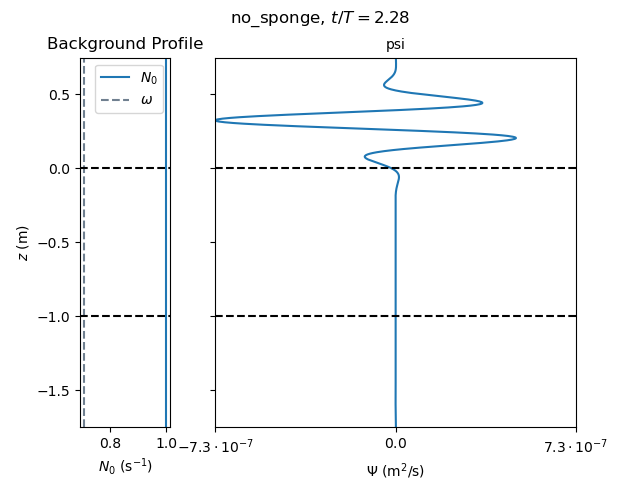 no_sponge, t/T = 2.28
Background Profile
psi
N₀
ω
0.5
0.0
−0.5
−1.0
−1.5
z (m)
0.8
1.0
N₀ (s⁻¹)
−7.3 · 10⁻⁷
0.0
7.3 · 10⁻⁷
Ψ (m²/s)